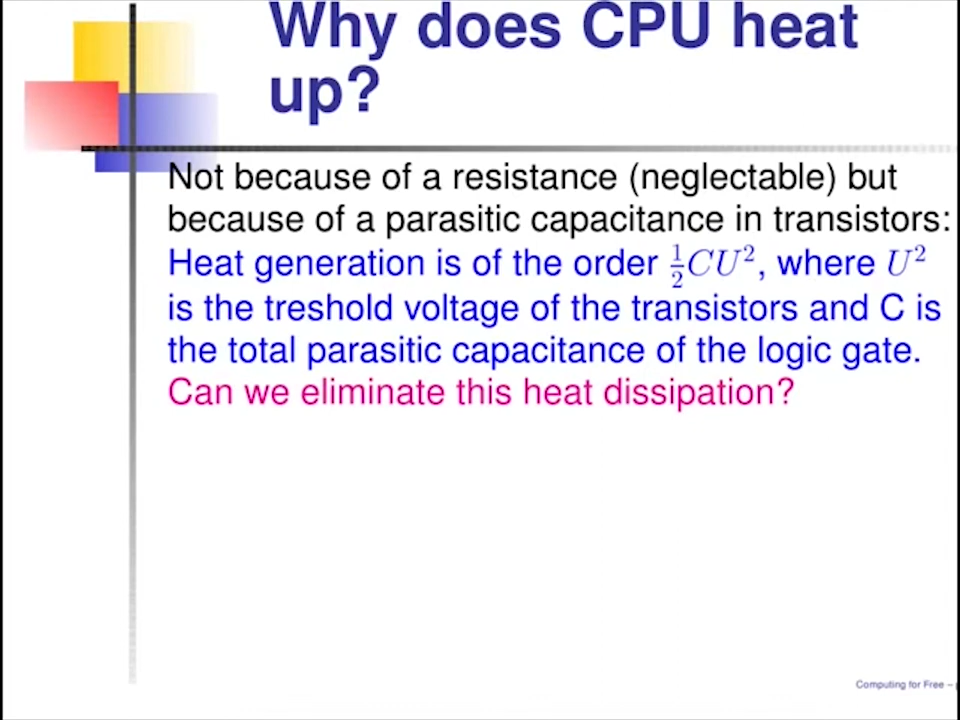 Why does CPU heat
up?
Not because of a resistance (neglectable) but
because of a parasitic capacitance in transistors:
Heat generation is of the order ½CU², where U²
is the treshold voltage of the transistors and C is
the total parasitic capacitance of the logic gate.
Can we eliminate this heat dissipation?
Computing for Free –